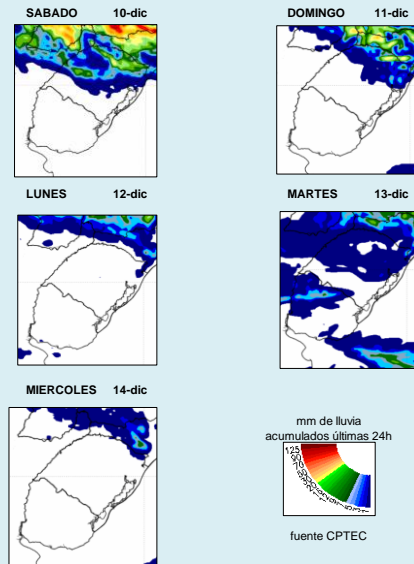 SABADO 10-dic
DOMINGO 11-dic
LUNES 12-dic
MARTES 13-dic
MIERCOLES 14-dic
mm de lluvia
acumulados últimas 24h
125
fuente CPTEC